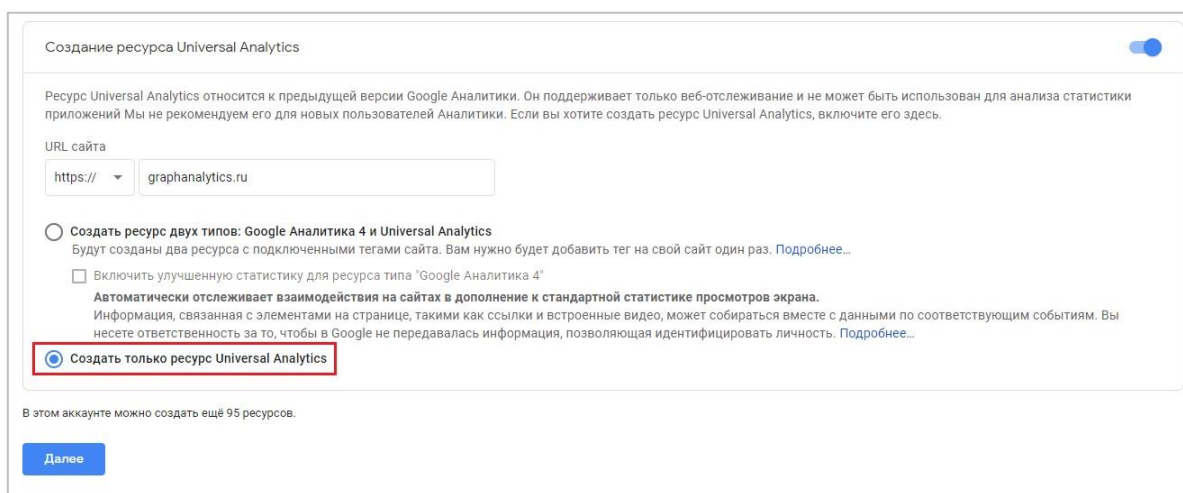 Создание ресурса Universal Analytics
Ресурс Universal Analytics относится к предыдущей версии Google Аналитики. Он поддерживает только веб-отслеживание и не может быть использован для анализа статистики
приложений Мы не рекомендуем его для новых пользователей Аналитики. Если вы хотите создать ресурс Universal Analytics, включите его здесь.
URL сайта
https:// graphanalytics.ru
Создать ресурс двух типов: Google Аналитика 4 и Universal Analytics
Будут созданы два ресурса с подключенными тегами сайта. Вам нужно будет добавить тег на свой сайт один раз. Подробнее…
Включить улучшенную статистику для ресурса типа "Google Аналитика 4"
Автоматически отслеживает взаимодействия на сайтах в дополнение к стандартной статистике просмотров экрана.
Информация, связанная с элементами на странице, такими как ссылки и встроенные видео, может собираться вместе с данными по соответствующим событиям. Вы
несете ответственность за то, чтобы в Google не передавалась информация, позволяющая идентифицировать личность. Подробнее…
Создать только ресурс Universal Analytics
В этом аккаунте можно создать ещё 95 ресурсов.
Далее